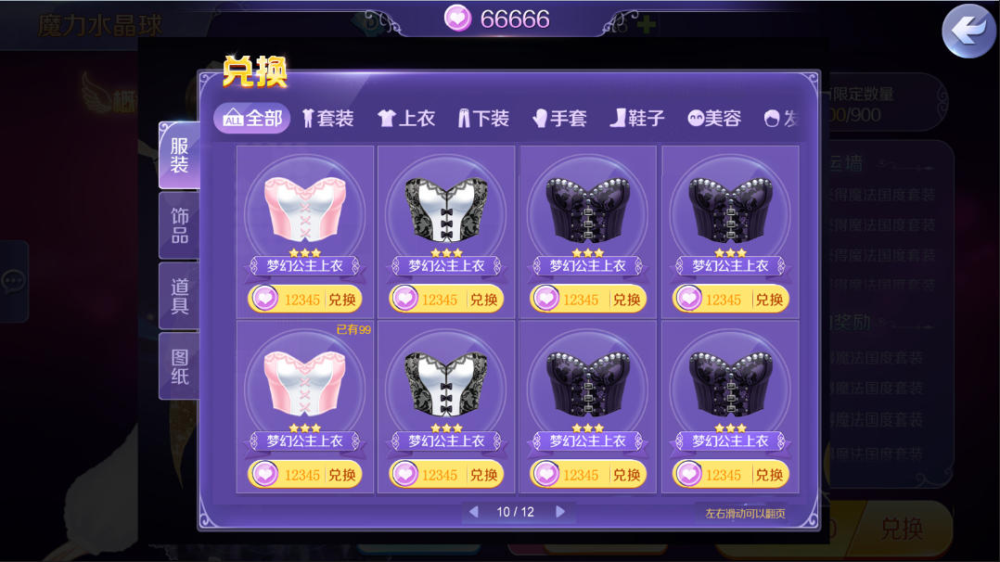 魔力水晶球
66666
兑换
限定数量
00/900
ALL 全部
套装
上衣
下装
手套
鞋子
美容
发
服装
饰品
道具
图纸
梦幻公主上衣
梦幻公主上衣
梦幻公主上衣
梦幻公主上衣
12345 兑换
12345 兑换
12345 兑换
12345 兑换
已有99
梦幻公主上衣
梦幻公主上衣
梦幻公主上衣
梦幻公主上衣
12345 兑换
12345 兑换
12345 兑换
12345 兑换
10 / 12
左右滑动可以翻页
云墙
得魔法国度套装
得魔法国度套装
得魔法国度套装
得魔法国度套装
奖励
得魔法国度套装
得魔法国度套装
得魔法国度套装
得魔法国度套装
兑换